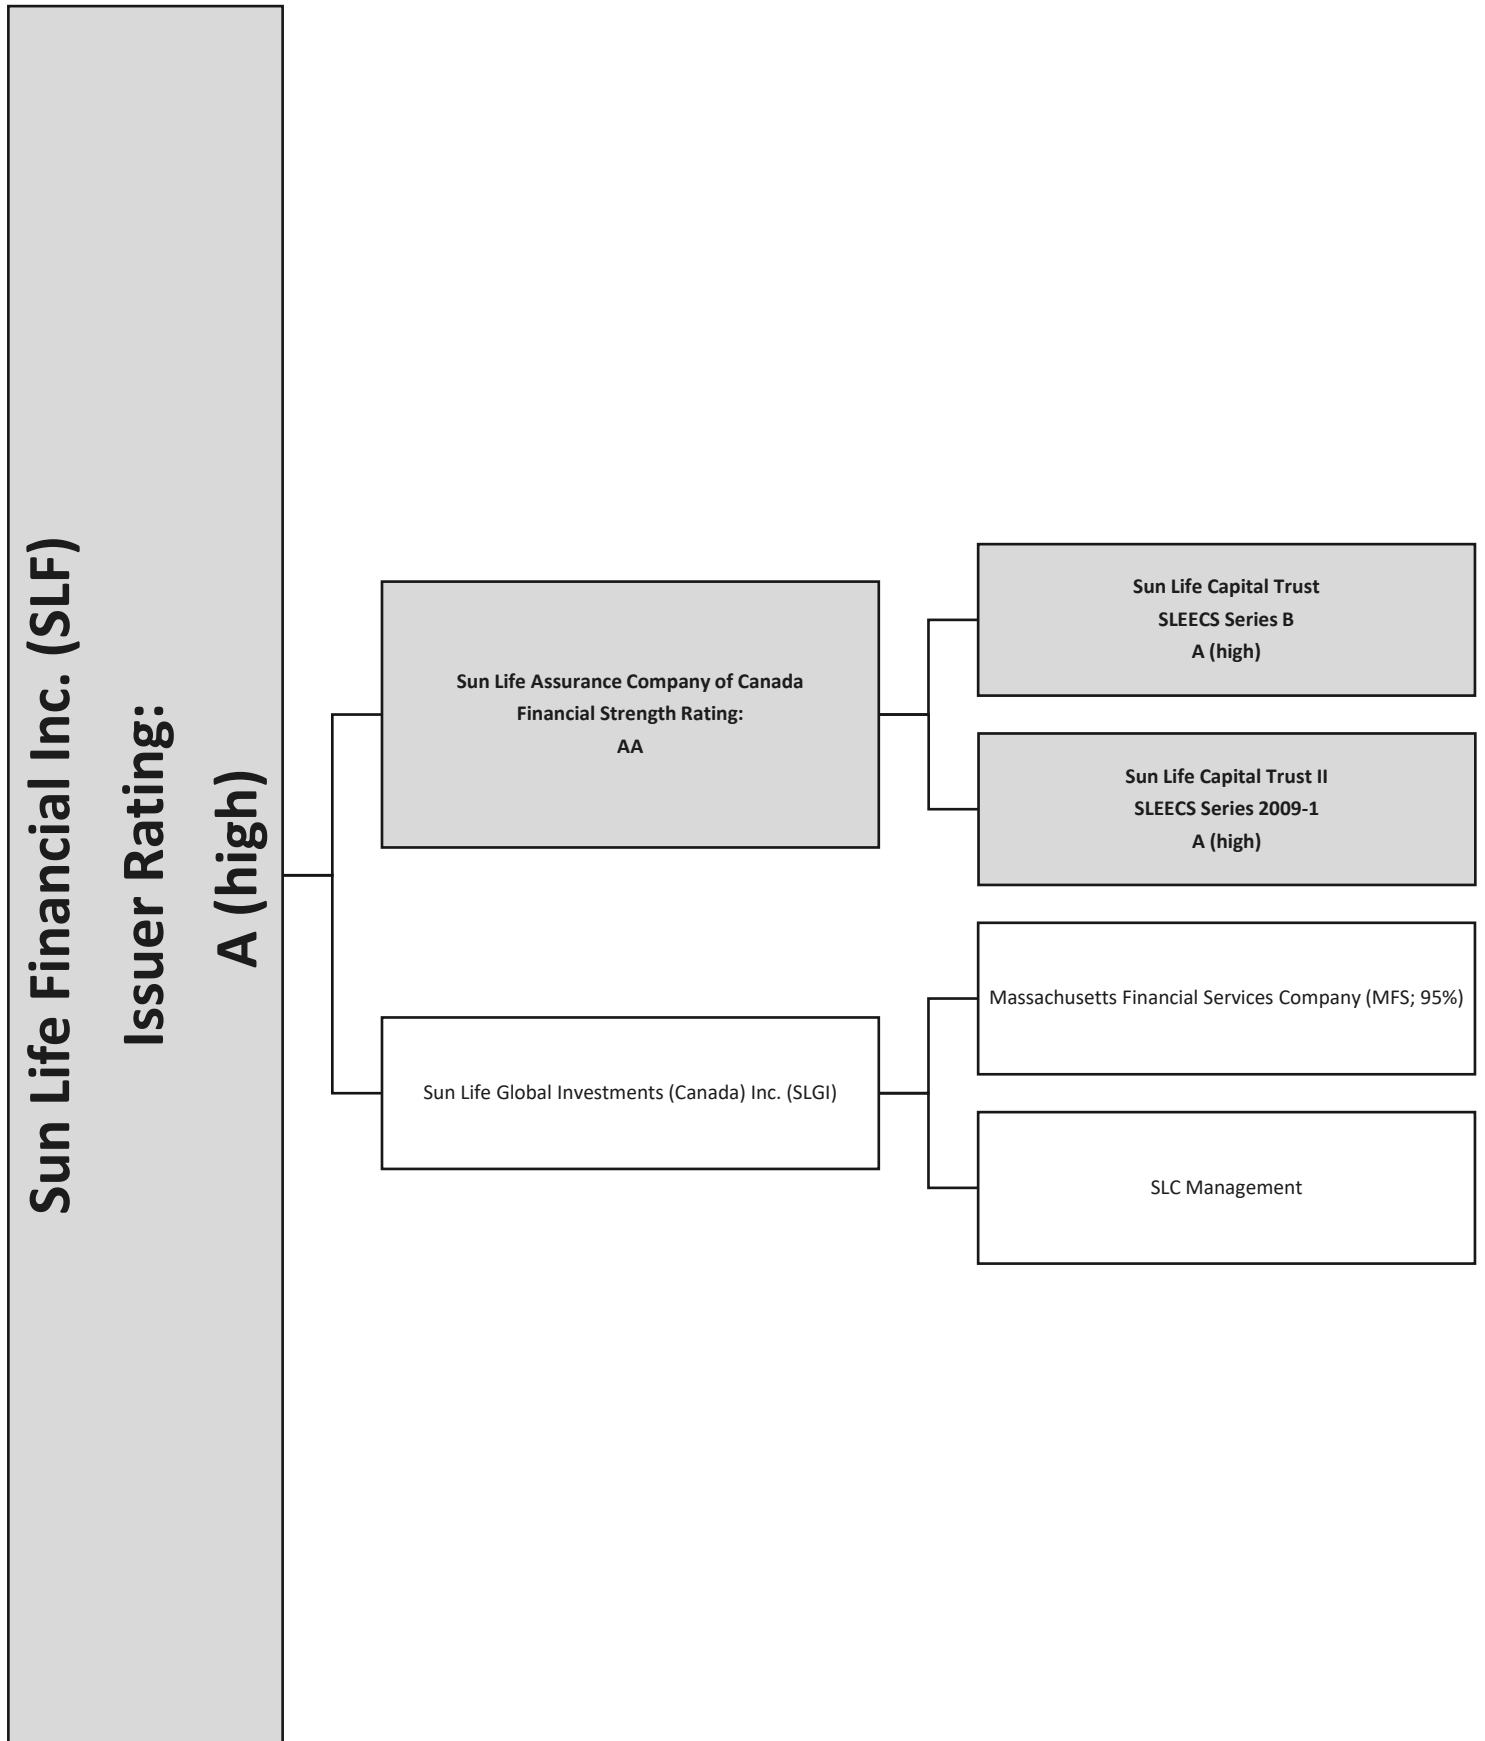 Sun Life Financial Inc. (SLF)
Issuer Rating:
A (high)
Sun Life Assurance Company of Canada
Financial Strength Rating:
AA
Sun Life Capital Trust
SLEECS Series B
A (high)
Sun Life Capital Trust II
SLEECS Series 2009-1
A (high)
Sun Life Global Investments (Canada) Inc. (SLGI)
Massachusetts Financial Services Company (MFS; 95%)
SLC Management